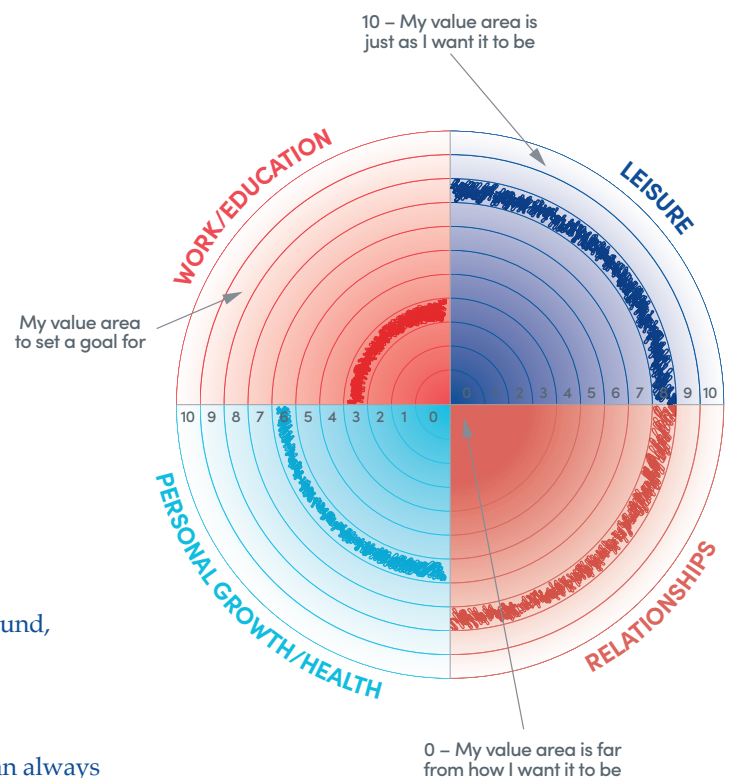 10 – My value area is
just as I want it to be
WORK/EDUCATION
LEISURE
My value area
to set a goal for
0 1 2 3 4 5 6 7 8 9 10
10 9 8 7 6 5 4 3 2 1 0
PERSONAL GROWTH/HEALTH
RELATIONSHIPS
und,
n always
0 – My value area is far
from how I want it to be